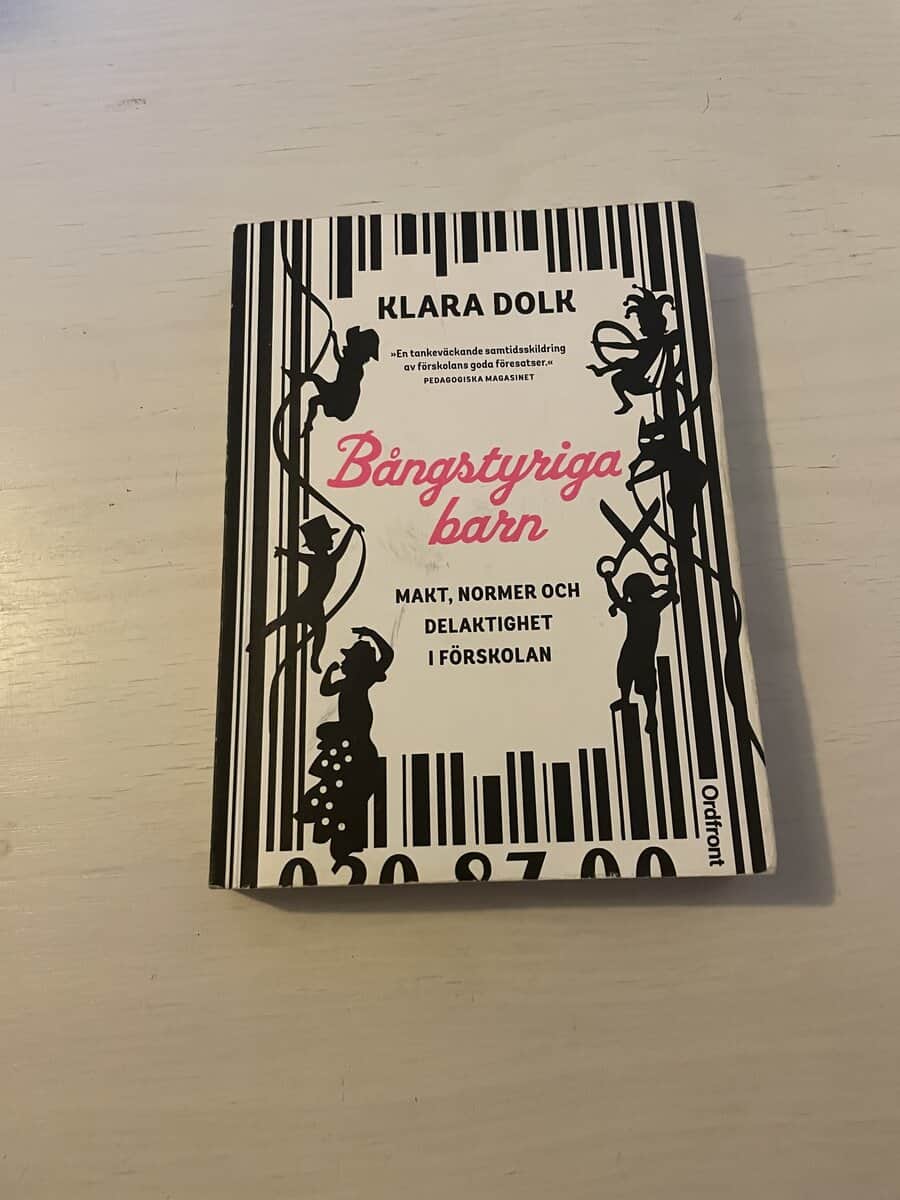 KLARA DOLK
»En tankeväckande samtidsskildring
av förskolans goda föresatser.«
PEDAGOGISKA MAGASINET
Bångstyriga
barn
MAKT, NORMER OCH
DELAKTIGHET
I FÖRSKOLAN
Ordfront